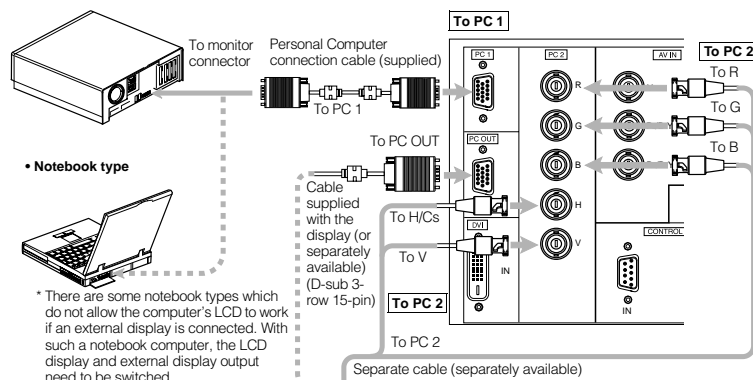 To PC 1
To monitor
connector
Personal Computer
connection cable (supplied)
To PC 1
PC 1
PC 2
AV IN
To PC 2
R
To R
To G
G
To B
B
PC OUT
To PC OUT
• Notebook type
Cable
supplied
with the
display (or
separately
available)
(D-sub 3-
row 15-pin)
To H/Cs
H
DVI
To V
V
IN
CONTROL
IN
* There are some notebook types which
do not allow the computer's LCD to work
if an external display is connected. With
such a notebook computer, the LCD
display and external display output
need to be switched.
To PC 2
To PC 2
Separate cable (separately available)